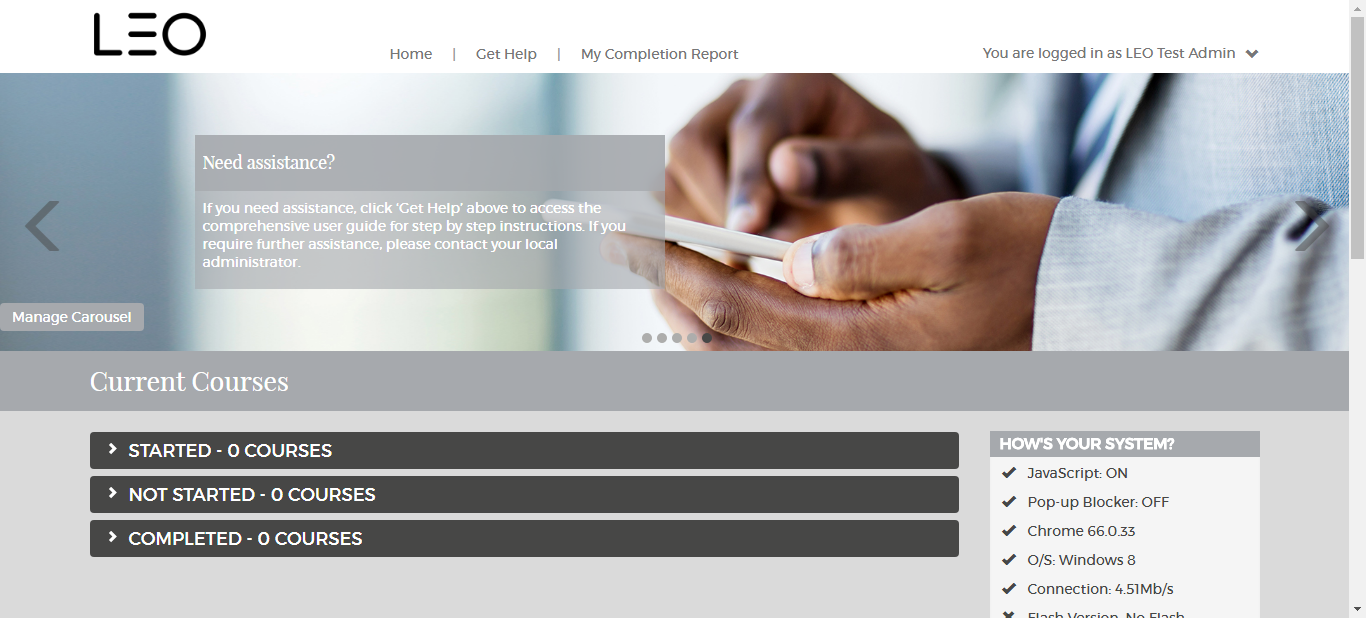 LEO
Home | Get Help | My Completion Report
You are logged in as LEO Test Admin
Need assistance?
If you need assistance, click 'Get Help' above to access the
comprehensive user guide for step by step instructions. If you
require further assistance, please contact your local
administrator.
Manage Carousel
Current Courses
STARTED - 0 COURSES
NOT STARTED - 0 COURSES
COMPLETED - 0 COURSES
HOW'S YOUR SYSTEM?
JavaScript: ON
Pop-up Blocker: OFF
Chrome 66.0.33
O/S: Windows 8
Connection: 4.51Mb/s
Flash Version: No Flash